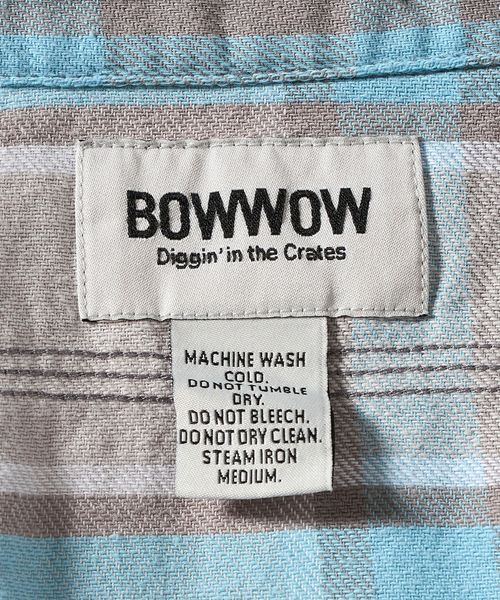 BOWWOW
Diggin' in the Crates
MACHINE WASH
COLD.
DO NOT TUMBLE
DRY.
DO NOT BLEECH.
DO NOT DRY CLEAN.
STEAM IRON
MEDIUM.